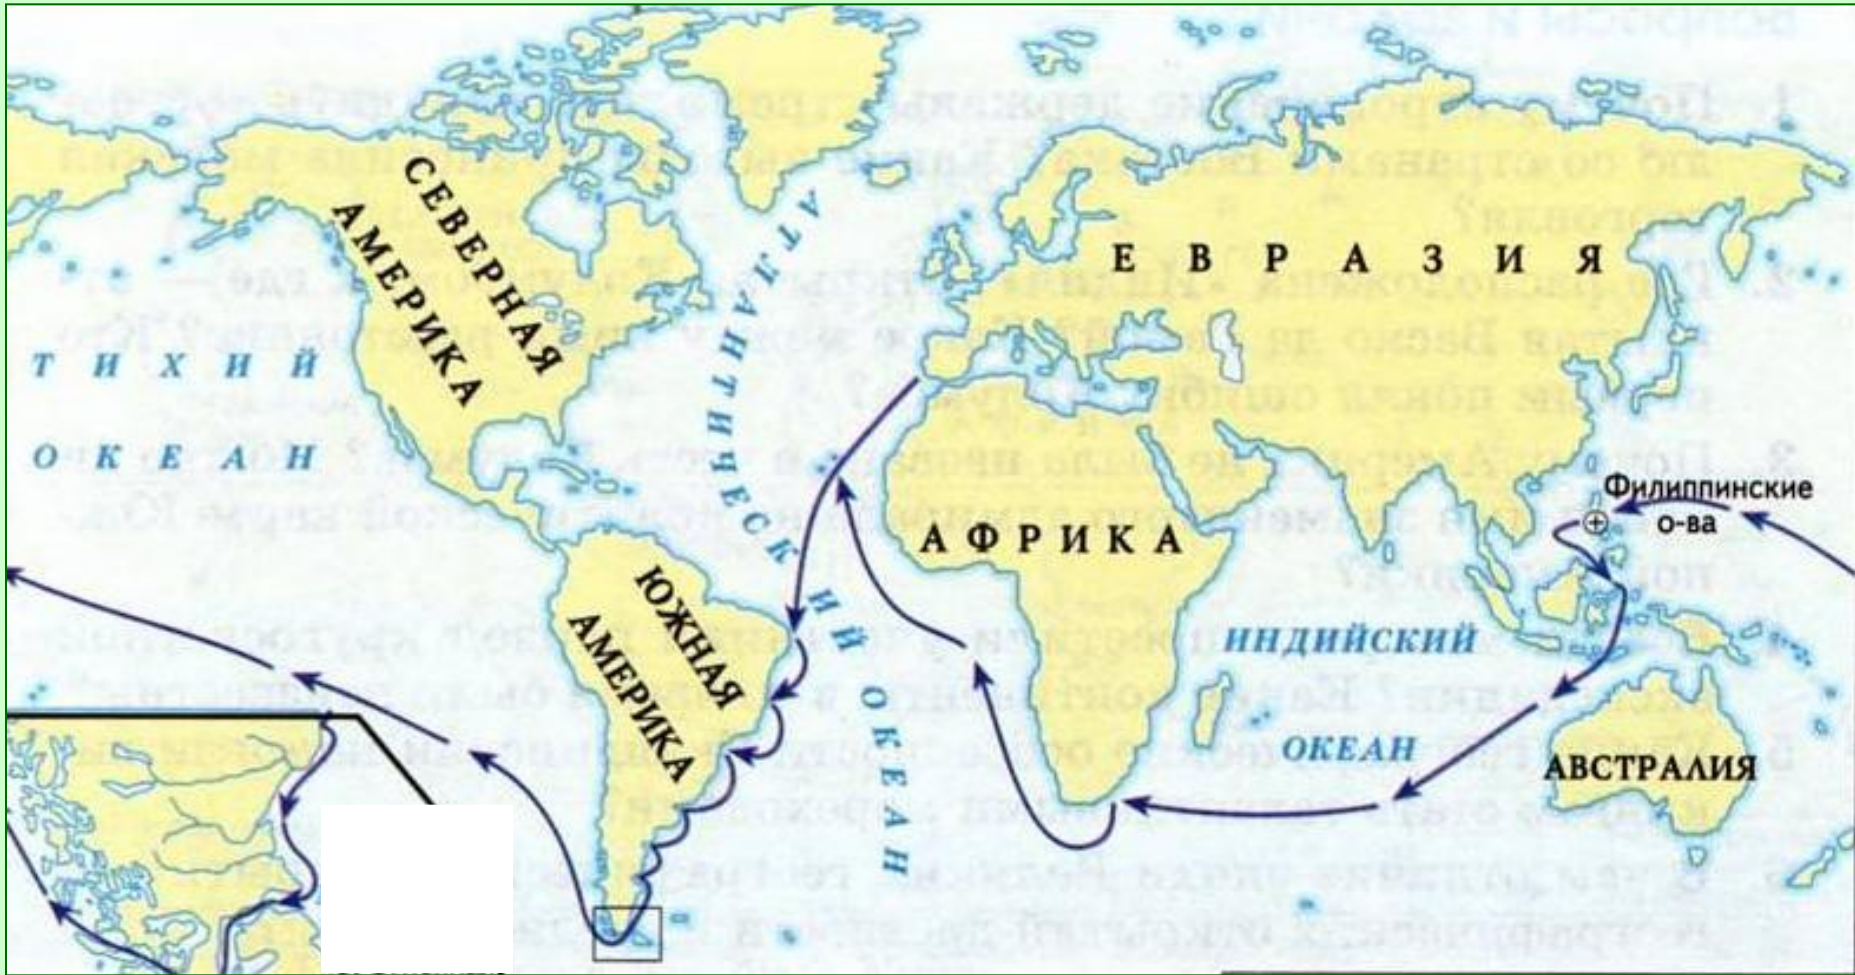 СЕВЕРНАЯ
АМЕРИКА
АТЛАНТИЧЕСКИЙ ОКЕАН
ЕВРАЗИЯ
ТИХИЙ
ОКЕАН
Филиппинские
о-ва
АФРИКА
ЮЖНАЯ
АМЕРИКА
ИНДИЙСКИЙ
ОКЕАН
АВСТРАЛИЯ